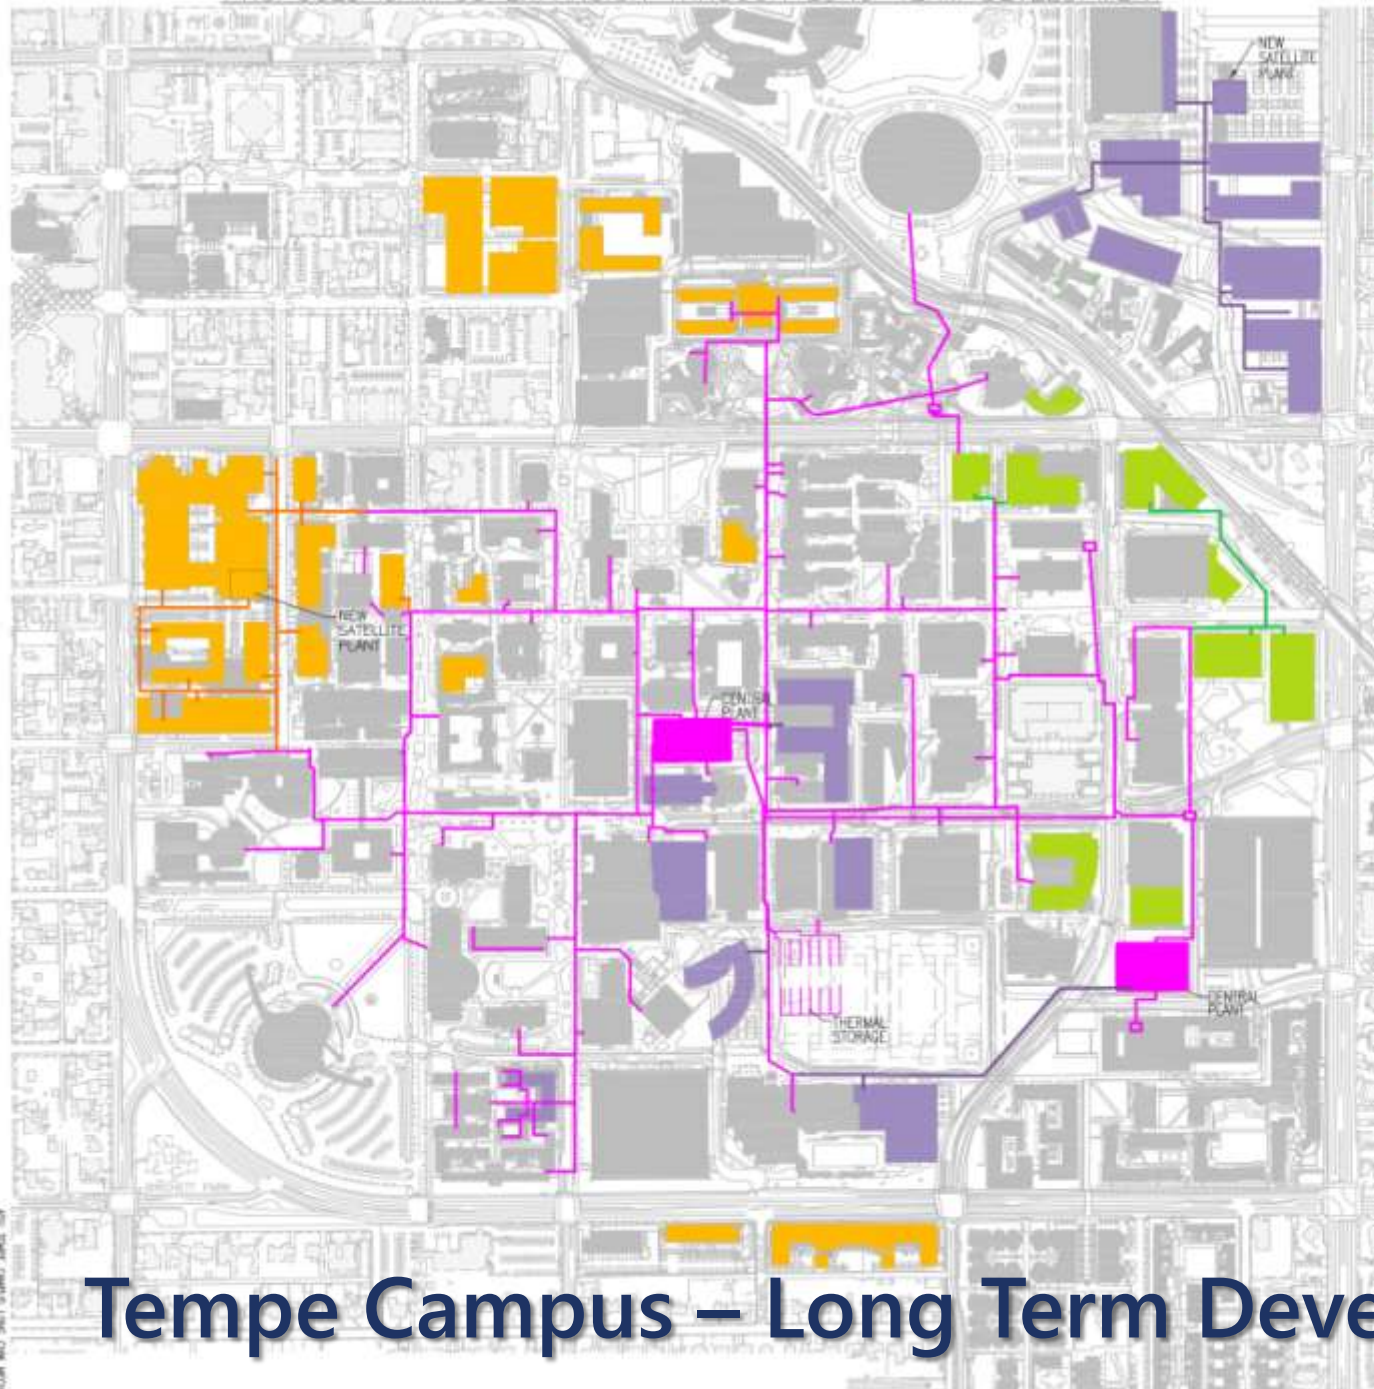 NEW
SATELLITE
PLANT
NEW
SATELLITE
PLANT
CENTRAL
PLANT
CENTRAL
PLANT
THERMAL
STORAGE
Tempe Campus – Long Term Deve